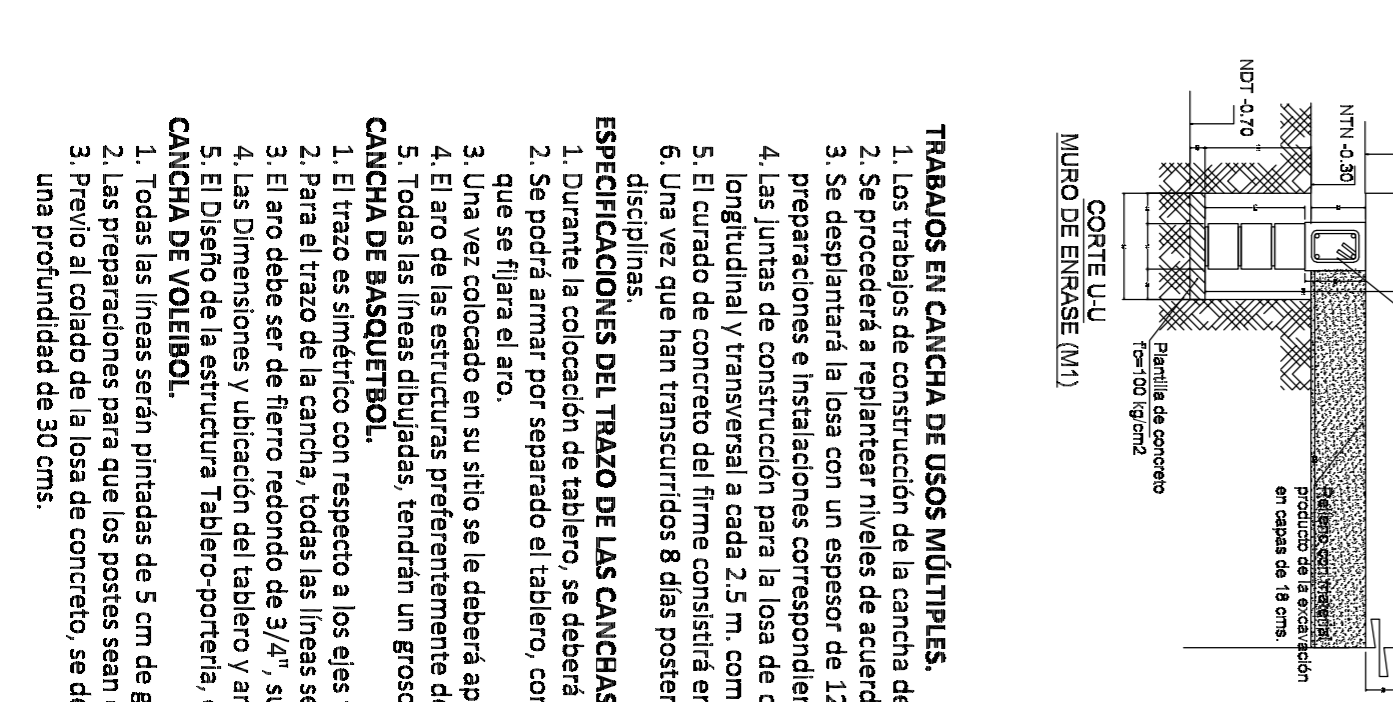 NTN -0.30
NDT -0.70
Plantilla de concreto
f'c=100 kg/cm2
Relleno con material
producto de la excavación
en capas de 18 cms.
CORTE U-U
MURO DE ENRASE (M1)
TRABAJOS EN CANCHA DE USOS MÚLTIPLES.
1. Los trabajos de construcción de la cancha de
2. Se procederá a replantear niveles de acuerd
3. Se desplantará la losa con un espesor de 12
preparaciones e instalaciones correspondien
4. Las juntas de construcción para la losa de c
longitudinal y transversal a cada 2.5 m. com
5. El curado de concreto del firme consistirá en
6. Una vez que han transcurridos 8 días poster
disciplinas.
ESPECIFICACIONES DEL TRAZO DE LAS CANCHAS
1. Durante la colocación de tablero, se deberá
2. Se podrá armar por separado el tablero, con
que se fijara el aro.
3. Una vez colocado en su sitio se le deberá ap
4. El aro de las estructuras preferentemente de
5. Todas las líneas dibujadas, tendrán un groso
CANCHA DE BASQUETBOL.
1. El trazo es simétrico con respecto a los ejes
2. Para el trazo de la cancha, todas las líneas se
3. El aro debe ser de fierro redondo de 3/4", su
4. Las Dimensiones y ubicación del tablero y ar
5. El Diseño de la estructura Tablero-porteria,
CANCHA DE VOLEIBOL.
1. Todas las líneas serán pintadas de 5 cm de g
2. Las preparaciones para que los postes sean
3. Previo al colado de la losa de concreto, se de
una profundidad de 30 cms.